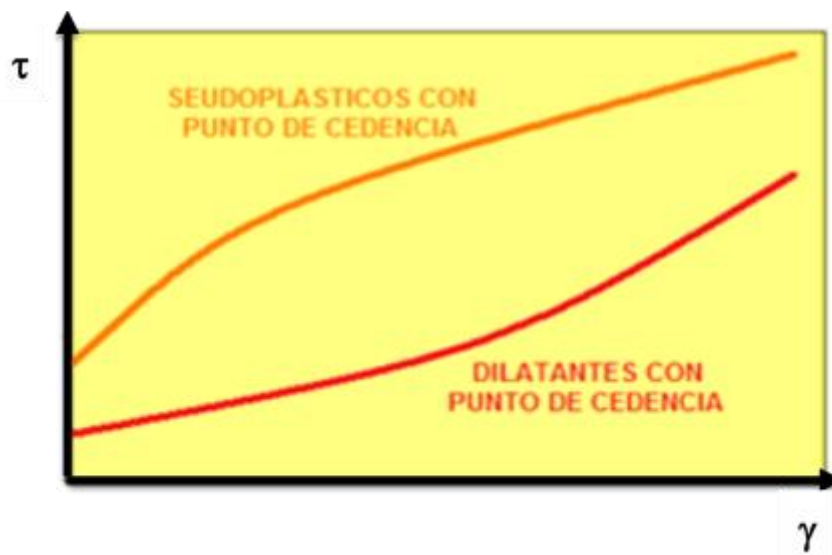 τ
SEUDOPLASTICOS CON
PUNTO DE CEDENCIA
DILATANTES CON
PUNTO DE CEDENCIA
γ